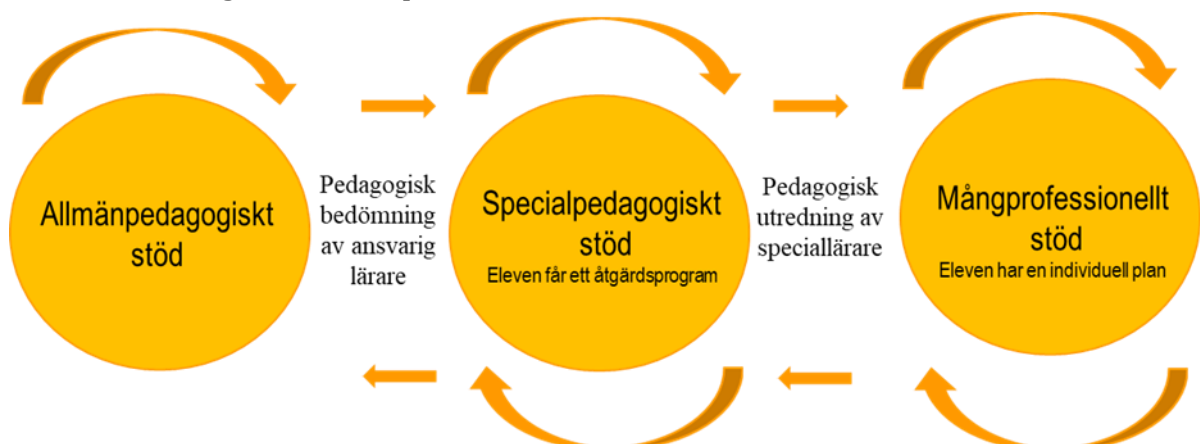 Allmänpedagogiskt
stöd
Pedagogisk
bedömning
av ansvarig
lärare
Specialpedagogiskt
stöd
Eleven får ett åtgärdsprogram
Pedagogisk
utredning av
speciallärare
Mångprofessionellt
stöd
Eleven har en individuell plan